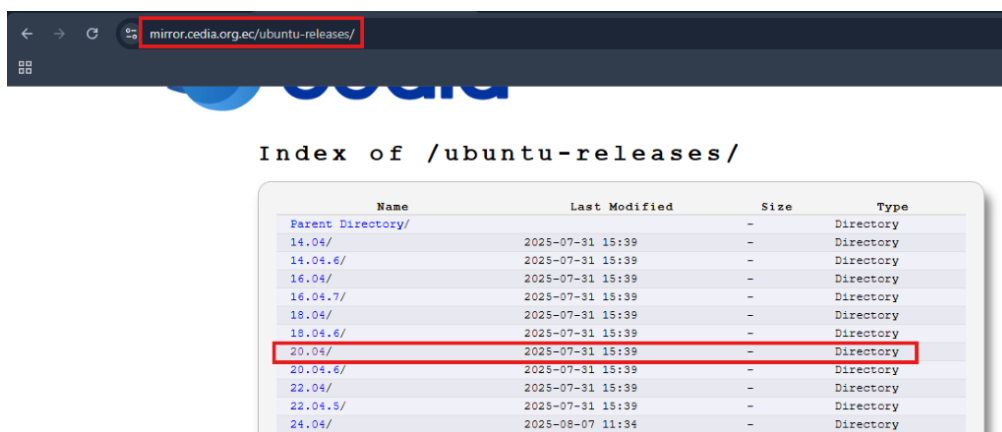 mirror.cedia.org.ec/ubuntu-releases/
Index of /ubuntu-releases/
Name Last Modified Size Type
Parent Directory/ - Directory
14.04/ 2025-07-31 15:39 - Directory
14.04.6/ 2025-07-31 15:39 - Directory
16.04/ 2025-07-31 15:39 - Directory
16.04.7/ 2025-07-31 15:39 - Directory
18.04/ 2025-07-31 15:39 - Directory
18.04.6/ 2025-07-31 15:39 - Directory
20.04/ 2025-07-31 15:39 - Directory
20.04.6/ 2025-07-31 15:39 - Directory
22.04/ 2025-07-31 15:39 - Directory
22.04.5/ 2025-07-31 15:39 - Directory
24.04/ 2025-08-07 11:34 - Directory